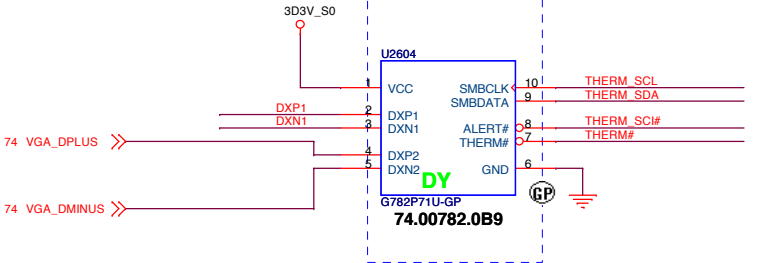 3D3V_S0
U2604
1 VCC SMBCLK 10 THERM_SCL
SMBDATA 9 THERM_SDA
DXP1 2 DXP1
DXN1 3 DXN1 ALERT# 8 THERM_SCI#
74 VGA_DPLUS THERM# 7 THERM#
4 DXP2
5 DXN2 GND 6
DY
GP
G782P71U-GP
74 VGA_DMINUS
74.00782.0B9